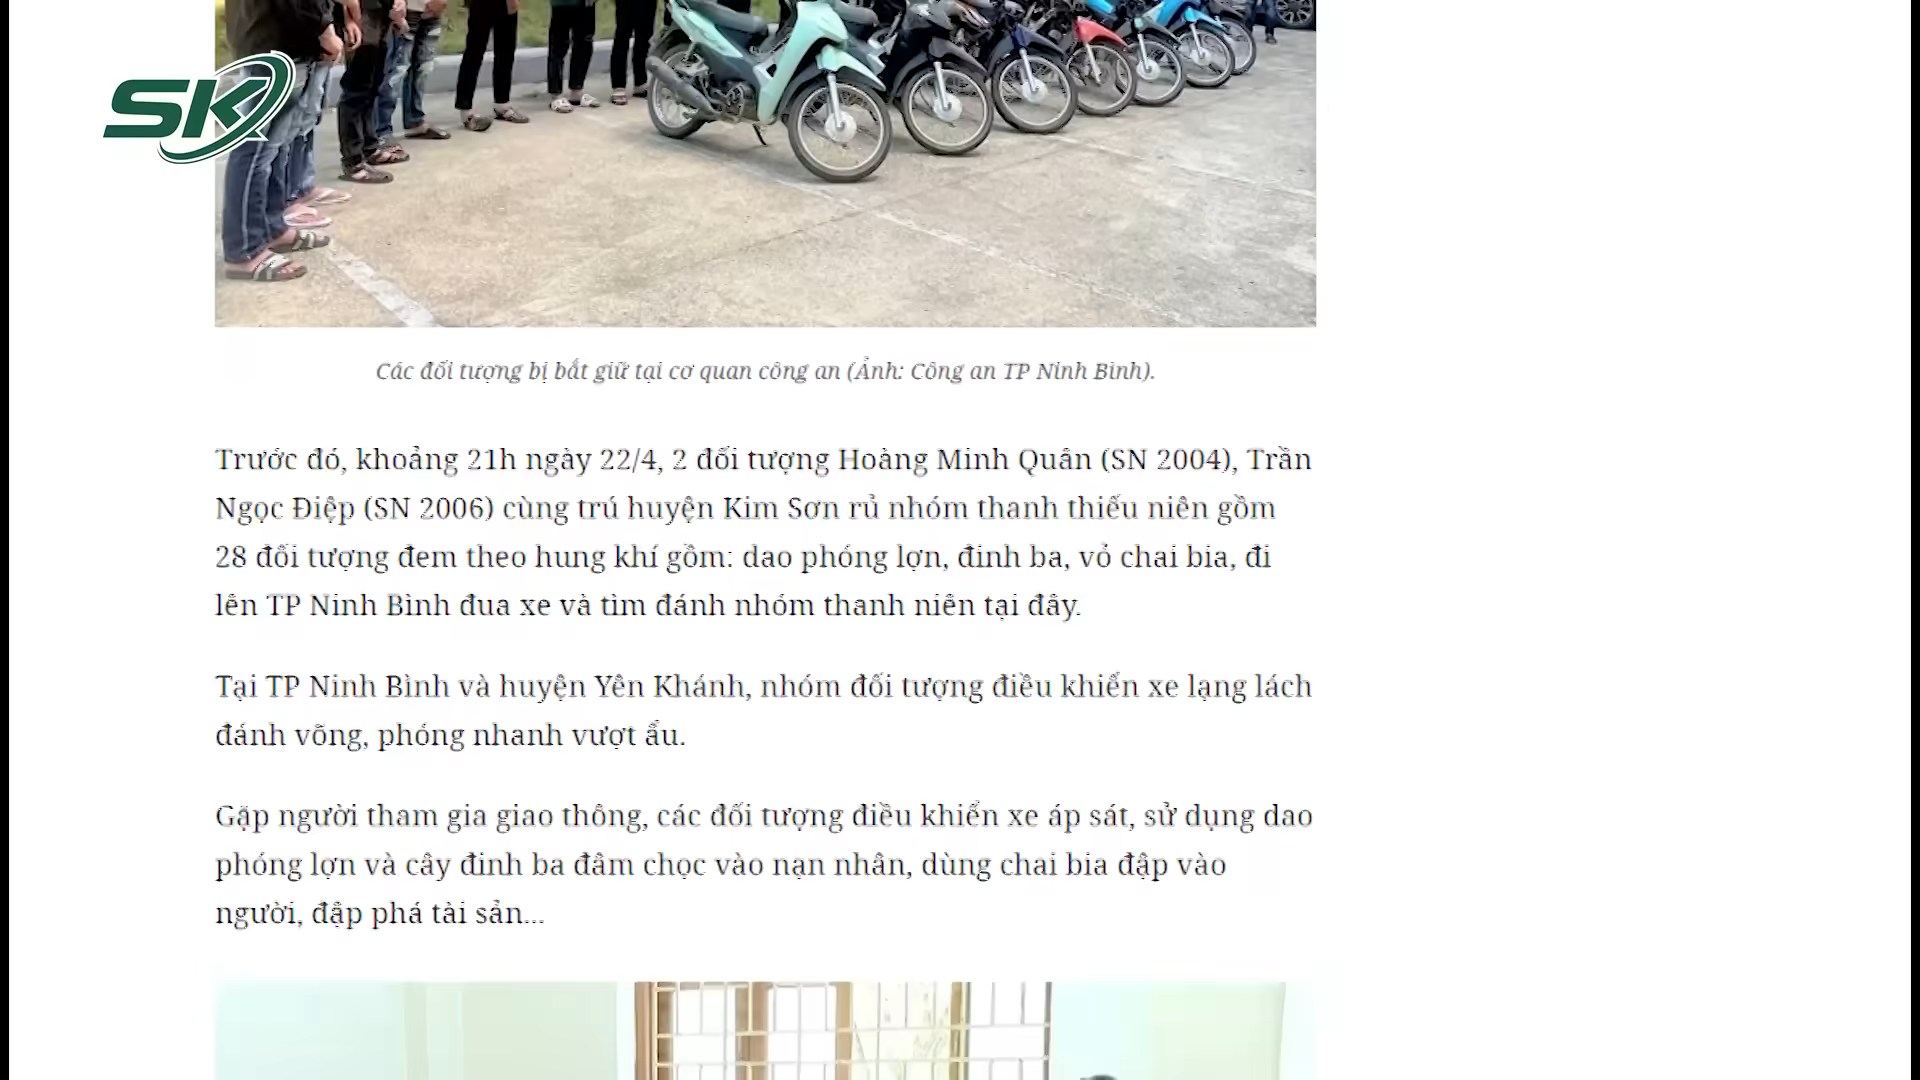 SK
Các đối tượng bị bắt giữ tại cơ quan công an (Ảnh: Công an TP Ninh Bình).
Trước đó, khoảng 21h ngày 22/4, 2 đối tượng Hoàng Minh Quân (SN 2004), Trần
Ngọc Điệp (SN 2006) cùng trú huyện Kim Sơn rủ nhóm thanh thiếu niên gồm
28 đối tượng đem theo hung khí gồm: dao phóng lợn, đinh ba, vỏ chai bia, đi
lên TP Ninh Bình đua xe và tìm đánh nhóm thanh niên tại đây.
Tại TP Ninh Bình và huyện Yên Khánh, nhóm đối tượng điều khiển xe lạng lách
đánh võng, phóng nhanh vượt ẩu.
Gặp người tham gia giao thông, các đối tượng điều khiển xe áp sát, sử dụng dao
phóng lợn và cây đinh ba đâm chọc vào nạn nhân, dùng chai bia đập vào
người, đập phá tài sản...